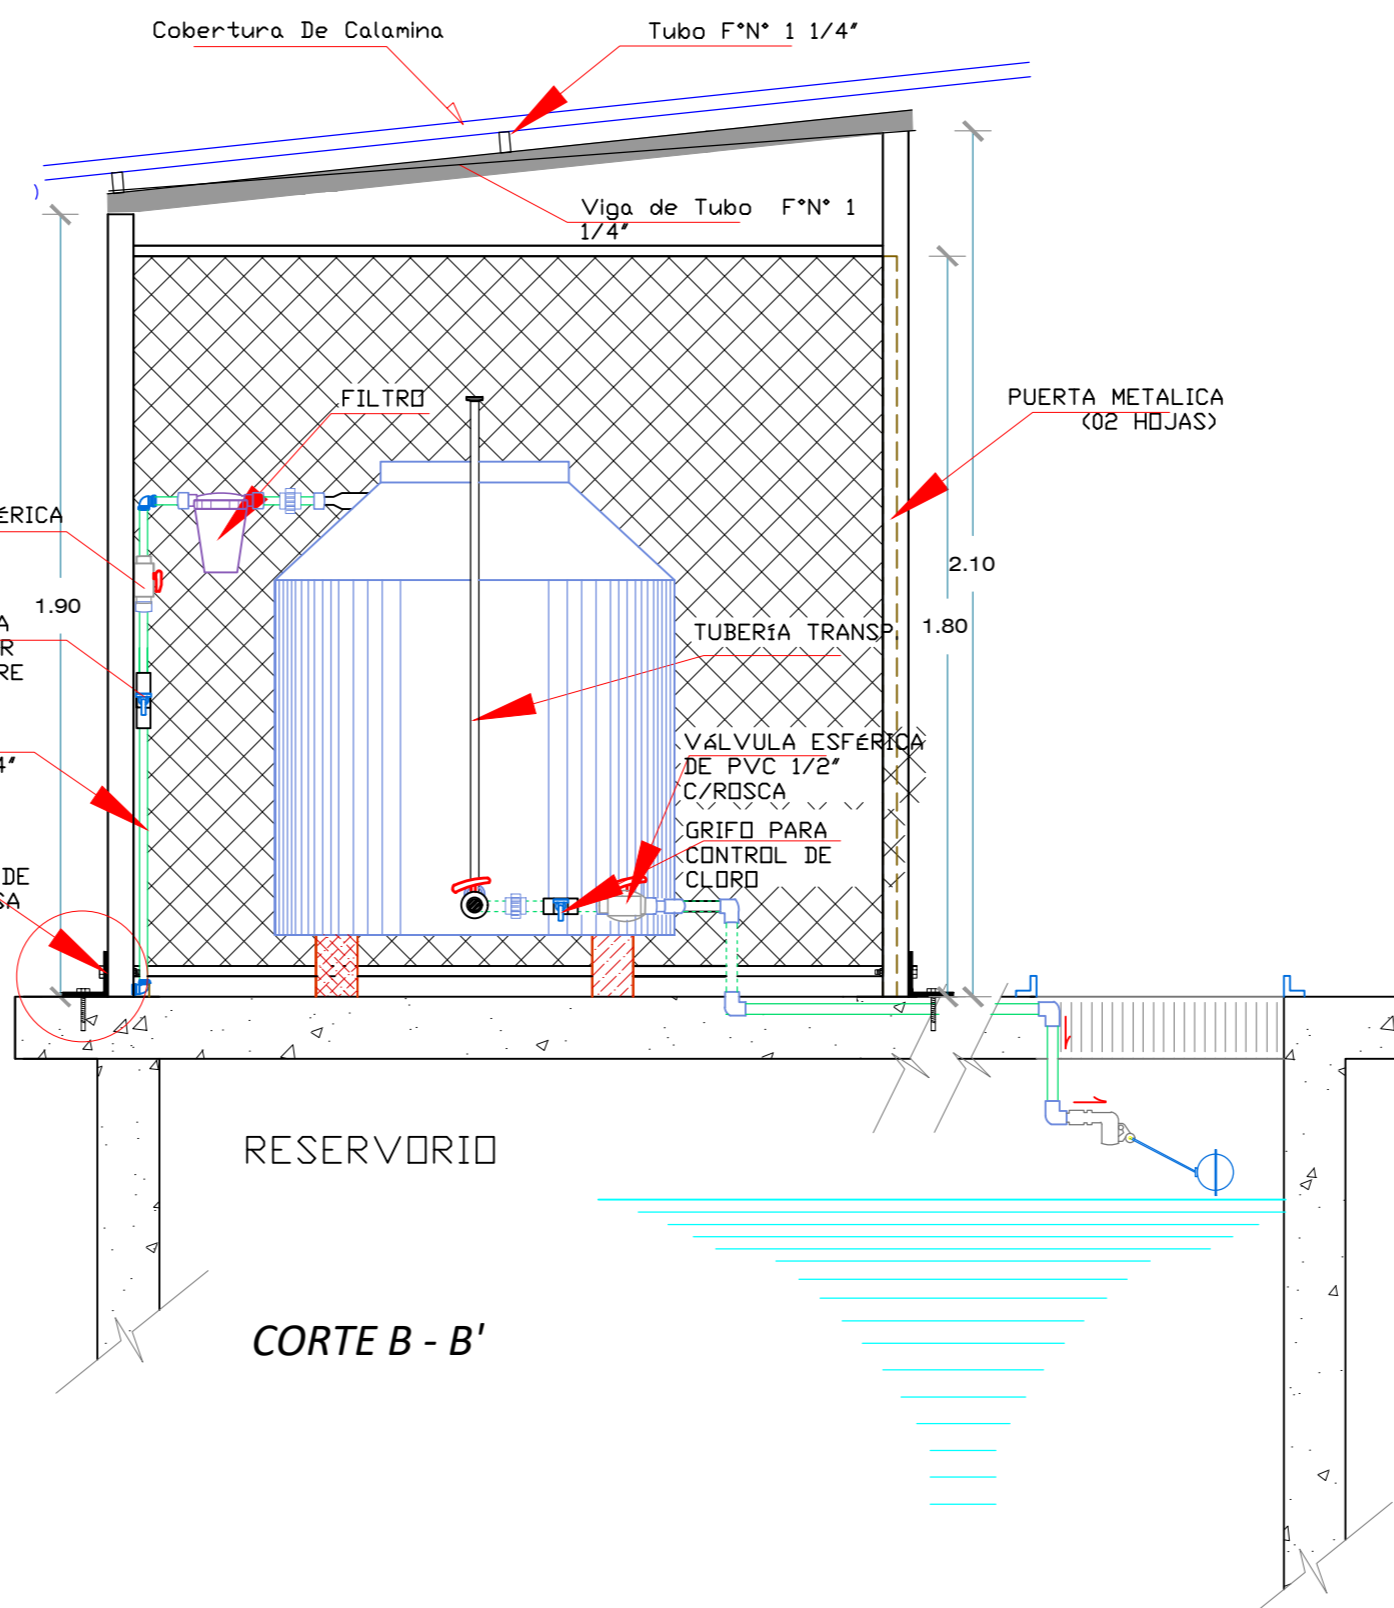 Cobertura De Calamina
Tubo F°N° 1 1/4"
Viga de Tubo F°N° 1
1/4"
FILTRO
PUERTA METALICA
(02 HOJAS)
ÉRICA
2.10
1.90
1.80
A
R
RE
TUBERíA TRANSP.
VáLVULA ESFéRICA
DE PVC 1/2"
C/ROSCA
4"
GRIFO PARA
CONTROL DE
CLORO
DE
SA
RESERVORIO
CORTE B - B'